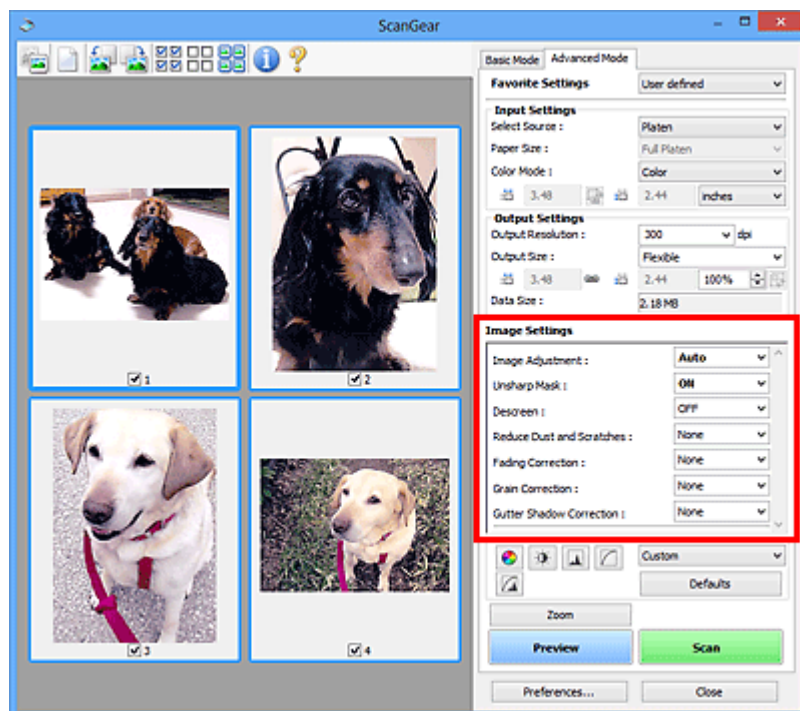 ScanGear
Basic Mode Advanced Mode
Favorite Settings User defined
Input Settings
Select Source : Platen
Paper Size : Full Platen
Color Mode : Color
3.48 2.44 inches
Output Settings
Output Resolution : 300 dpi
Output Size : Flexible
3.48 2.44 100%
Data Size : 2.18 MB
Image Settings
Image Adjustment : Auto
Unsharp Mask : ON
Descreen : OFF
Reduce Dust and Scratches : None
Fading Correction : None
Grain Correction : None
Gutter Shadow Correction : None
1
2
3
4
Custom
Defaults
Zoom
Preview Scan
Preferences... Close